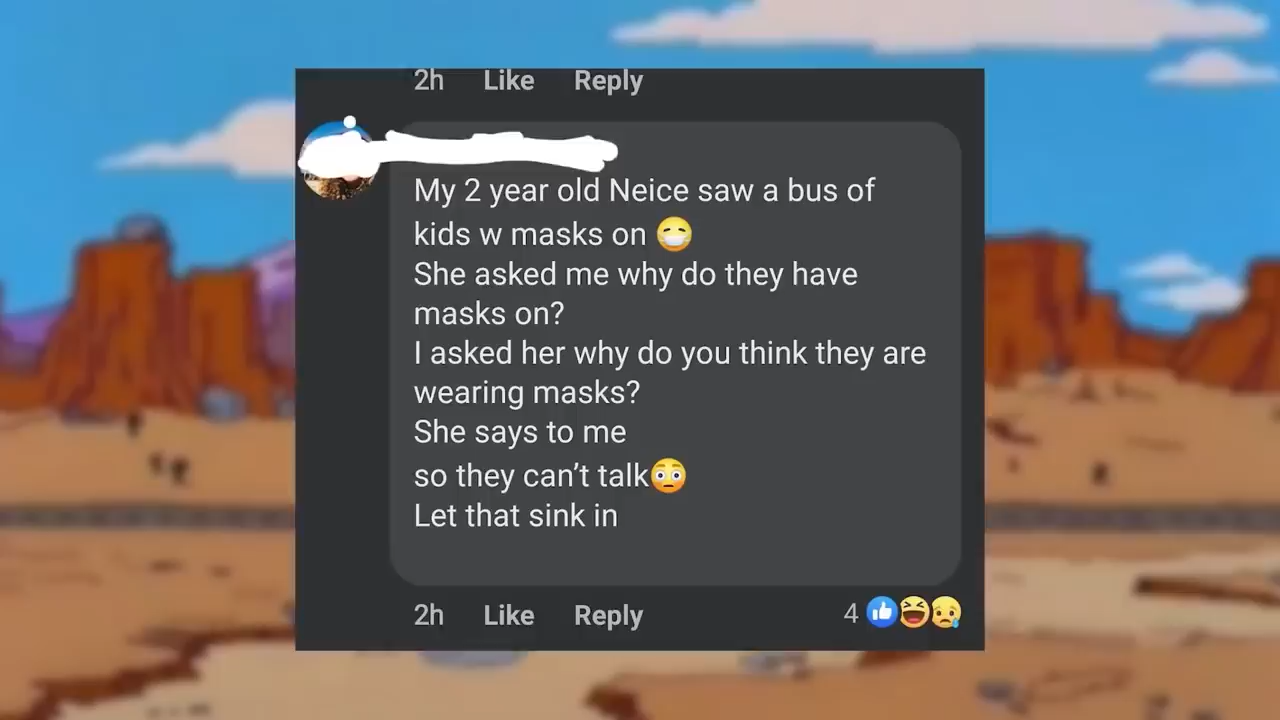 2h Like Reply
My 2 year old Neice saw a bus of
kids w masks on 😷
She asked me why do they have
masks on?
I asked her why do you think they are
wearing masks?
She says to me
so they can't talk😳
Let that sink in
2h Like Reply 4 👍😆😢